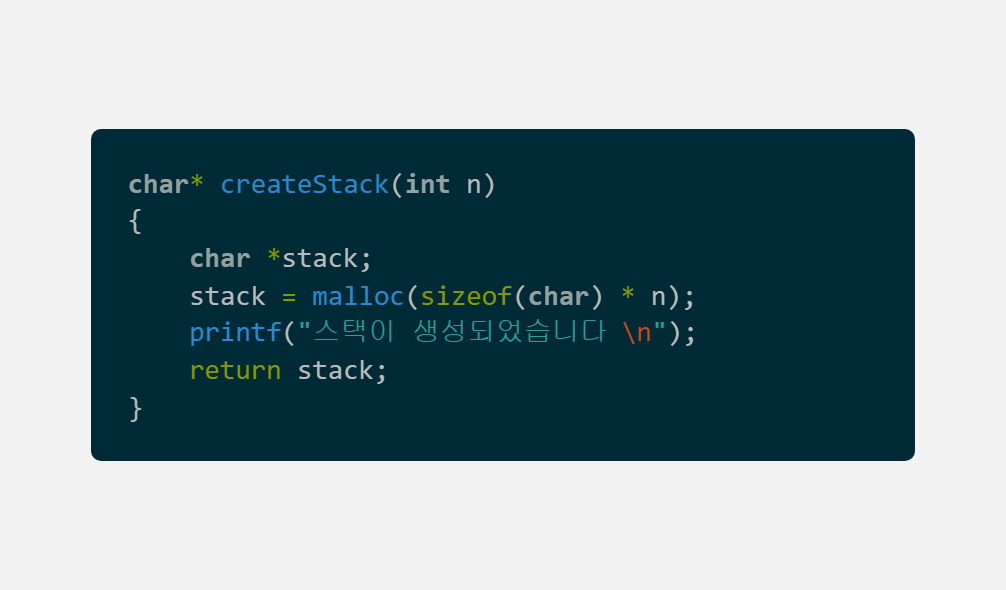 char* createStack(int n)
{
    char *stack;
    stack = malloc(sizeof(char) * n);
    printf("스택이 생성되었습니다 \n");
    return stack;
}